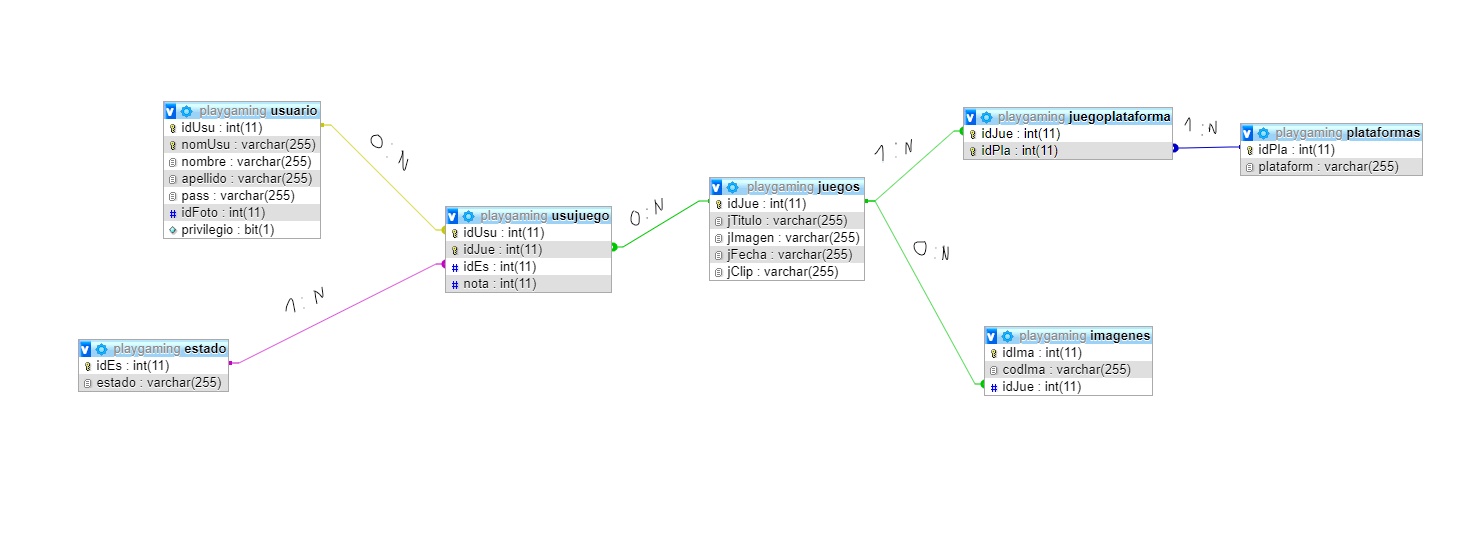 playgaming usuario
idUsu : int(11)
nomUsu : varchar(255)
nombre : varchar(255)
apellido : varchar(255)
pass : varchar(255)
idFoto : int(11)
privilegio : bit(1)
0:N
playgaming estado
idEs : int(11)
estado : varchar(255)
1:N
playgaming usujuego
idUsu : int(11)
idJue : int(11)
idEs : int(11)
nota : int(11)
0:N
playgaming juegos
idJue : int(11)
jTitulo : varchar(255)
jImagen : varchar(255)
jFecha : varchar(255)
jClip : varchar(255)
1:N
playgaming juegoplataforma
idJue : int(11)
idPla : int(11)
1:N
playgaming plataformas
idPla : int(11)
plataform : varchar(255)
0:N
playgaming imagenes
idIma : int(11)
codIma : varchar(255)
idJue : int(11)